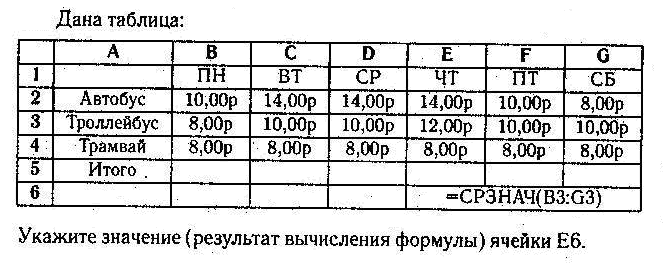 Дана таблица:
A B C D E F G
1 ПН ВТ СР ЧТ ПТ СБ
2 Автобус 10,00р 14,00р 14,00р 14,00р 10,00р 8,00р
3 Троллейбус 8,00р 10,00р 10,00р 12,00р 10,00р 10,00р
4 Трамвай 8,00р 8,00р 8,00р 8,00р 8,00р 8,00р
5 Итого
6 =СРЗНАЧ(B3:G3)
Укажите значение (результат вычисления формулы) ячейки Е6.